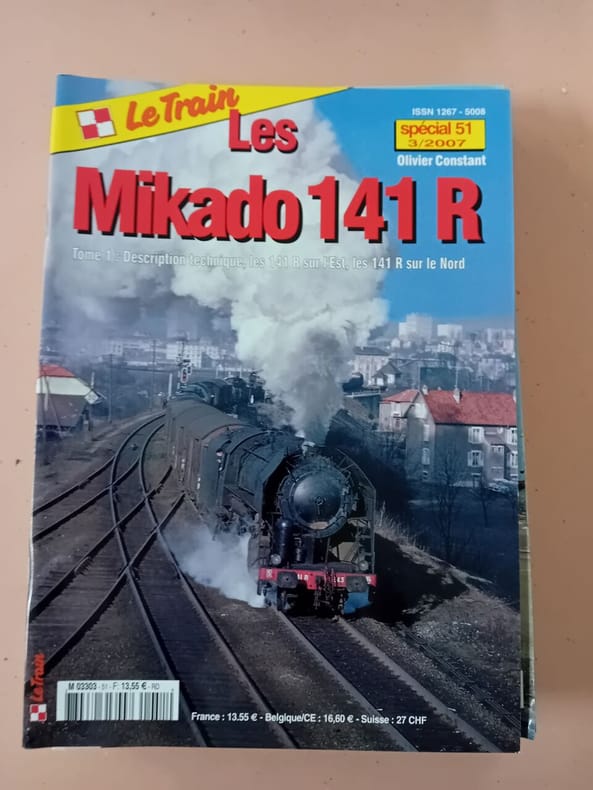 Le Train
ISSN 1267 - 5008
spécial 51
3/2007
Olivier Constant
Les
Mikado 141 R
Tome 1 : Description technique, les 141 R sur l'Est, les 141 R sur le Nord
Le Train
M 03303 - 51 - F: 13,55 € - RD
France : 13.55 € - Belgique/CE : 16,60 € - Suisse : 27 CHF